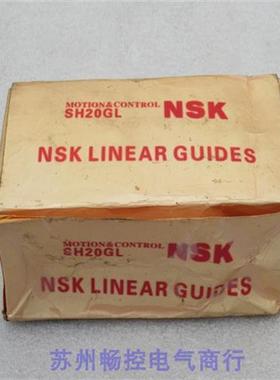 MOTION&CONTROL NSK
SH20GL
NSK LINEAR GUIDES
MOTION&CONTROL NSK
SH20GL
NSK LINEAR GUIDES
苏州畅控电气商行